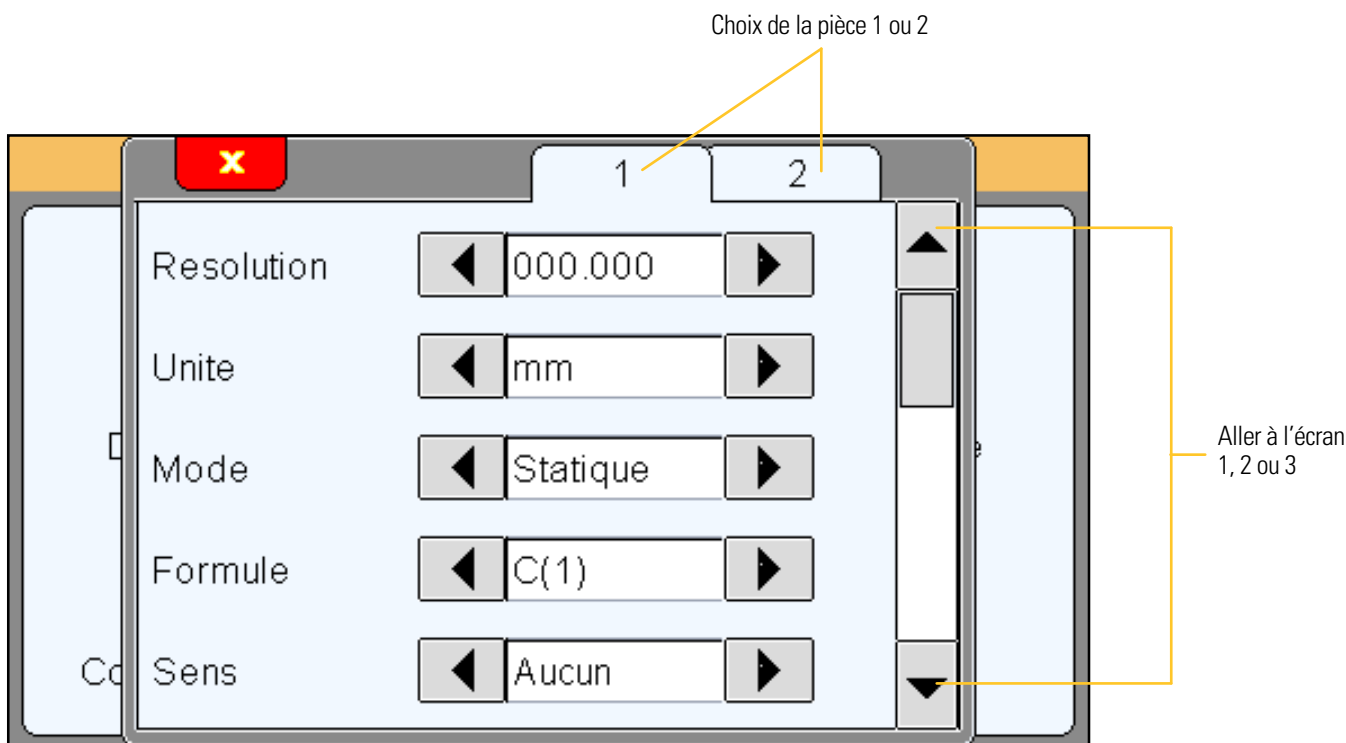 Choix de la pièce 1 ou 2
x
1
2
Resolution
000.000
Unite
mm
Mode
Statique
Formule
C(1)
Sens
Aucun
Co
Aller à l'écran
1, 2 ou 3